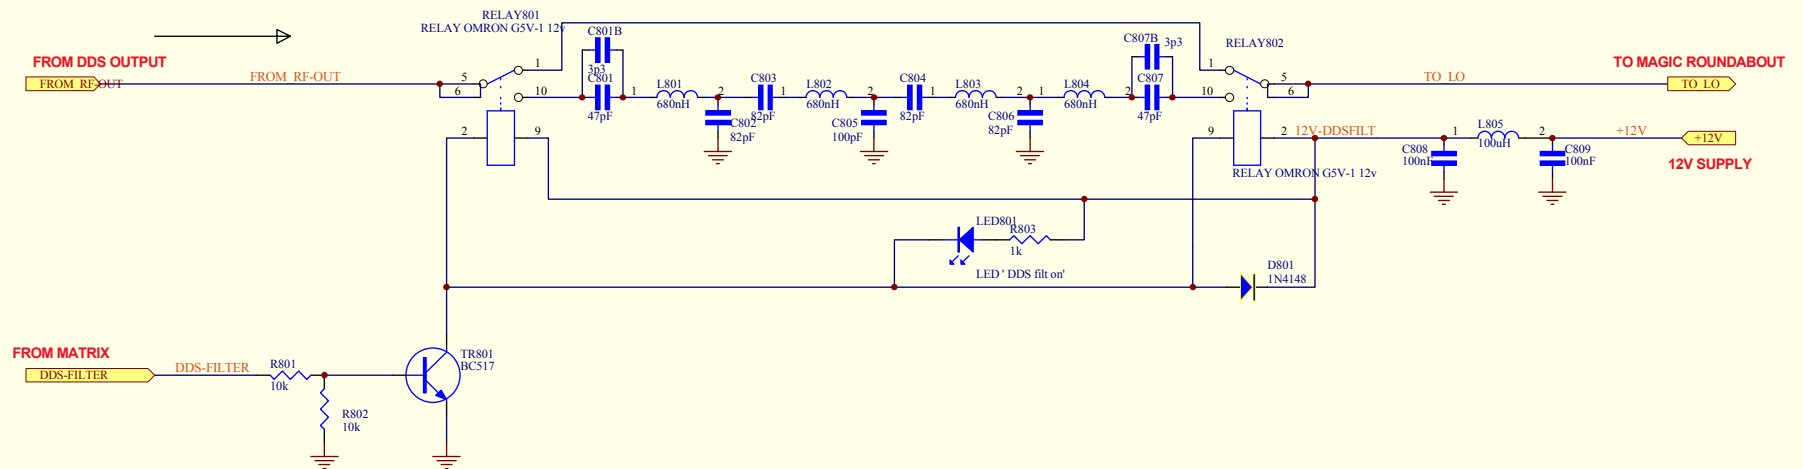 RELAY801
RELAY OMRON G5V-1 12v
C801B
3p3
C807B
3p3
RELAY802
FROM DDS OUTPUT
FROM RF-OUT
FROM RF-OUT
5
6
1
10
C801
47pF
1
L801
680nH
2
C802
82pF
C803
82pF
1
L802
680nH
2
C805
100pF
C804
82pF
1
L803
680nH
2
C806
82pF
1
L804
680nH
2
C807
47pF
1
10
5
6
TO LO
TO MAGIC ROUNDABOUT
TO LO
2
9
9
2
12V-DDSFILT
RELAY OMRON G5V-1 12v
C808
100nF
1
L805
100uH
2
C809
100nF
+12V
+12V
12V SUPPLY
LED801
R803
1k
LED ' DDS filt on'
D801
1N4148
FROM MATRIX
DDS-FILTER
DDS-FILTER
R801
10k
R802
10k
TR801
BC517